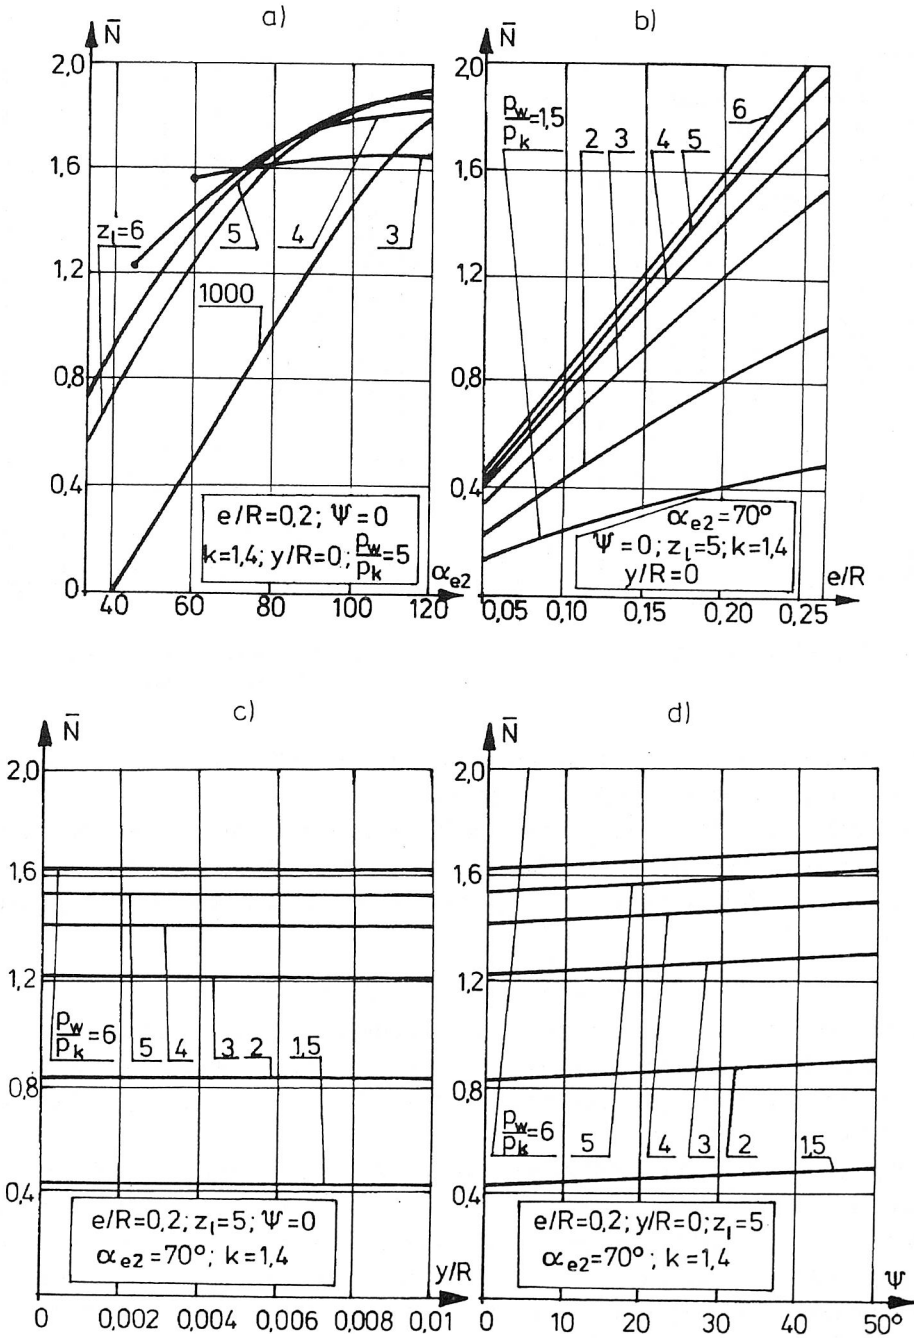 a)
N̄
2,0
1,6
1,2
0,8
0,4
0
z_l=6
5
4
3
1000
e/R=0,2; Ψ=0
k=1,4; y/R=0; p_w/p_k=5
40 60 80 100 120
α_e2
b)
N̄
2,0
1,6
1,2
0,8
0,4
p_w/p_k=1,5
2 3 4 5 6
α_e2=70°
Ψ=0; z_l=5; k=1,4
y/R=0
0,05 0,10 0,15 0,20 0,25
e/R
c)
N̄
2,0
1,6
1,2
0,8
0,4
p_w/p_k=6
5 4 3 2 1,5
e/R=0,2; z_l=5; Ψ=0
α_e2=70°; k=1,4
0 0,002 0,004 0,006 0,008 0,01
y/R
d)
N̄
2,0
1,6
1,2
0,8
0,4
p_w/p_k=6
5 4 3 2 1,5
e/R=0,2; y/R=0; z_l=5
α_e2=70°; k=1,4
0 10 20 30 40 50°
Ψ